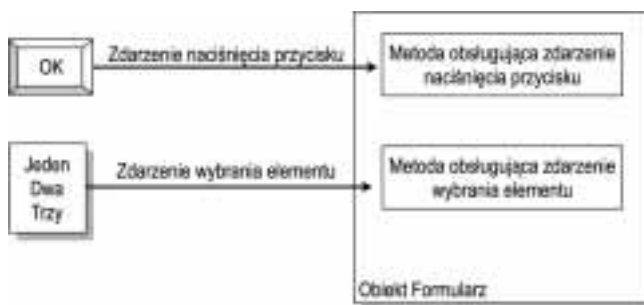 OK
Zdarzenie naciśnięcia przycisku
Metoda obsługująca zdarzenie
naciśnięcia przycisku
Jeden
Dwa
Trzy
Zdarzenie wybrania elementu
Metoda obsługująca zdarzenie
wybrania elementu
Obiekt Formularz